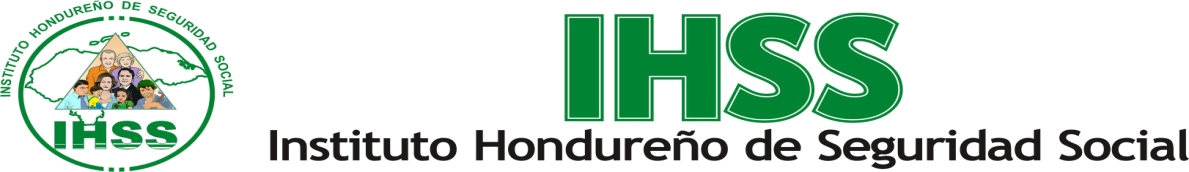 INSTITUTO HONDUREÑO DE SEGURIDAD SOCIAL
IHSS
IHSS
Instituto Hondureño de Seguridad Social